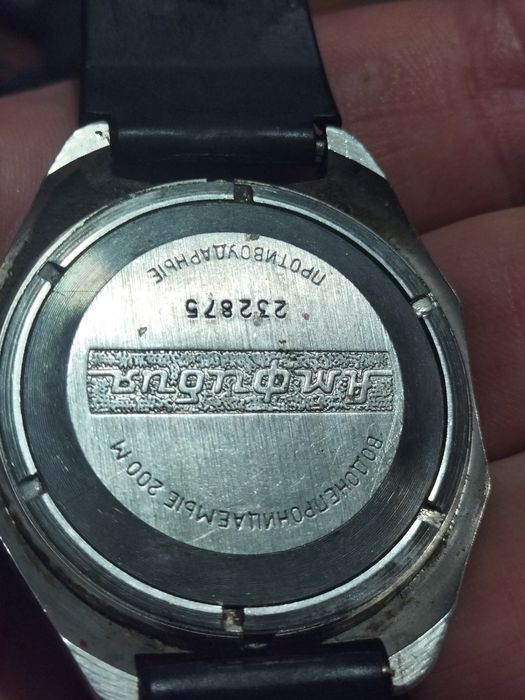 ВОДОНЕПРОНИЦАЕМЫЕ 200 М
Амфибия
232875
ПРОТИВОУДАРНЫЕ